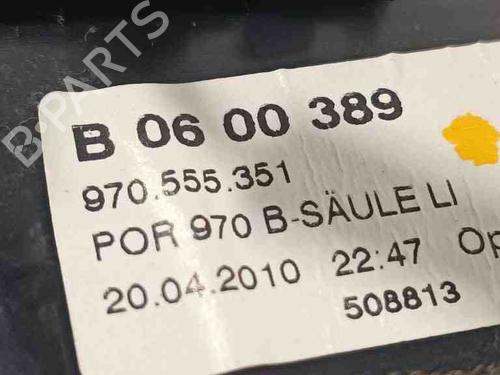 B-PARTS
B 06 00 389
970.555.351
POR 970 B-SÄULE LI
20.04.2010 22:47 Op
508813